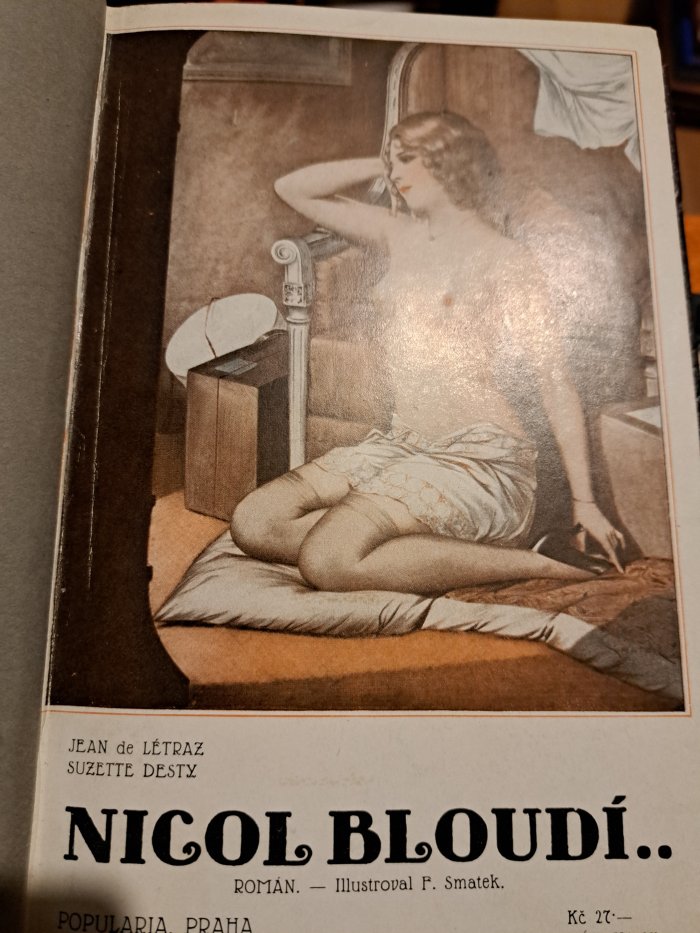 JEAN de LÉTRAZ
SUZETTE DESTY
NICOL BLOUDÍ..
ROMÁN. — Illustroval F. Smatek.
POPULARIA, PRAHA
Kč 27·—